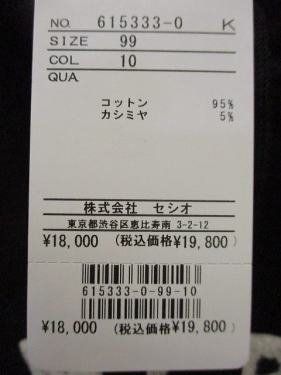 NO. 615333-0 K
SIZE 99
COL 10
QUA
コットン 95%
カシミヤ 5%
株式会社 セシオ
東京都渋谷区恵比寿南 3-2-12
¥18,000 (税込価格¥19,800)
615333-0-99-10
¥18,000 (税込価格¥19,800)